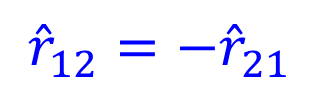 r̂₁₂ = −r̂₂₁